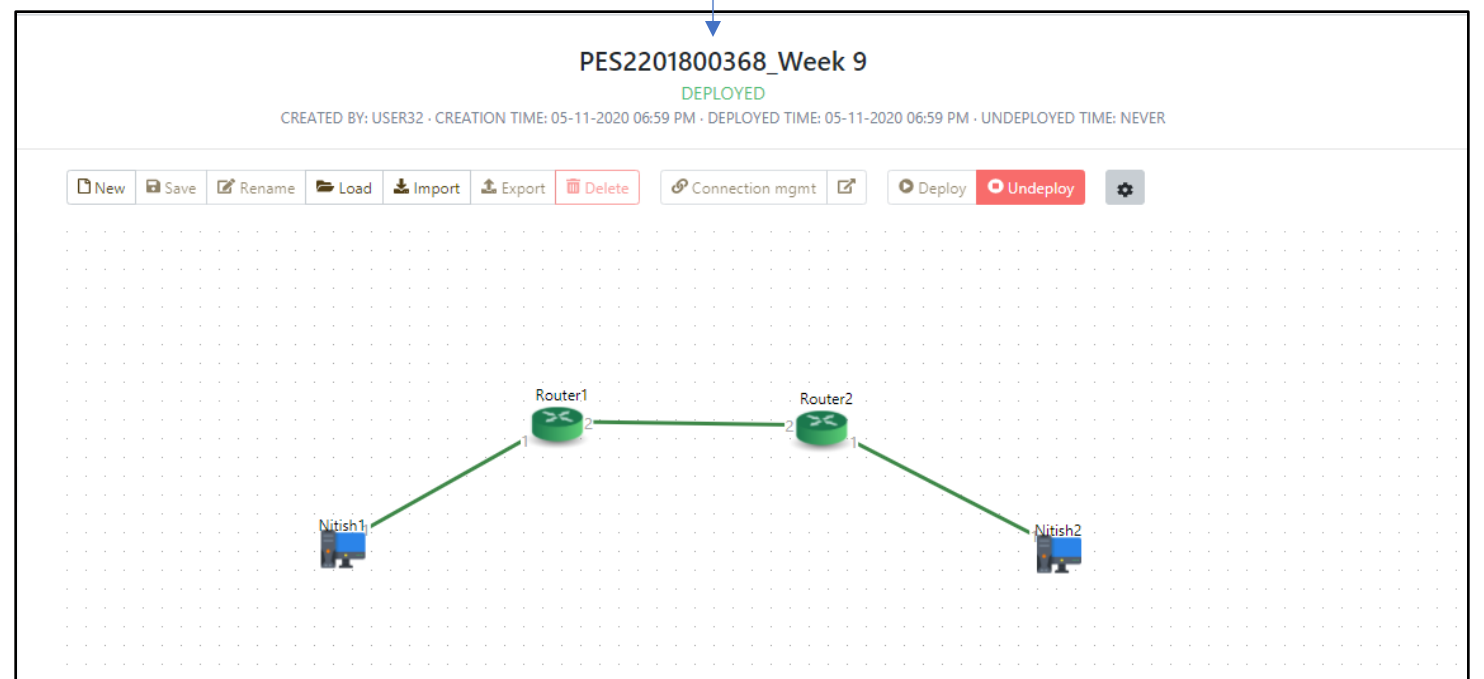 PES2201800368_Week 9
DEPLOYED
CREATED BY: USER32 · CREATION TIME: 05-11-2020 06:59 PM · DEPLOYED TIME: 05-11-2020 06:59 PM · UNDEPLOYED TIME: NEVER
New Save Rename Load Import Export Delete Connection mgmt Deploy Undeploy
Router1 Router2
2 2
1 1
Nitish1 1 1 Nitish2